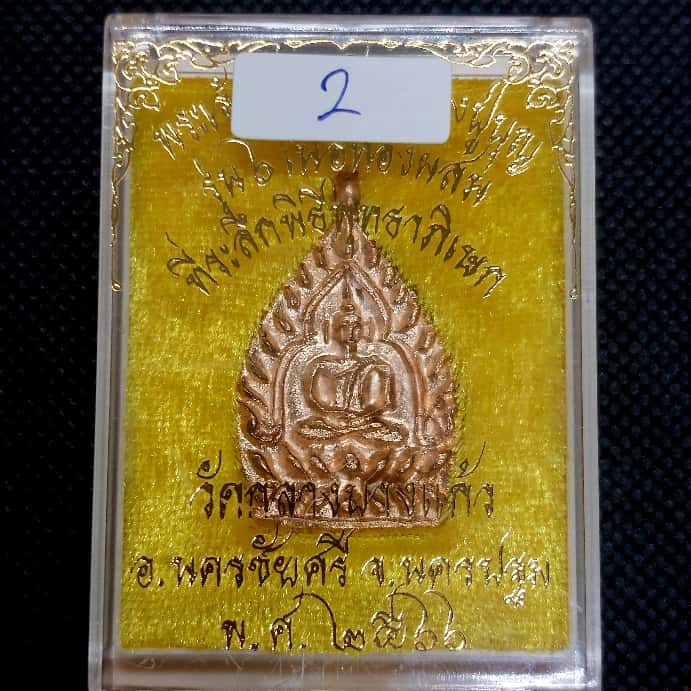 2
รุ่น ๖ เนื้อทองผสม
ที่ระลึกพิธีพุทธาภิเษก
วัดกลางบางแก้ว
อ.นครชัยศรี จ.นครปฐม
พ.ศ. ๒๕๖๖